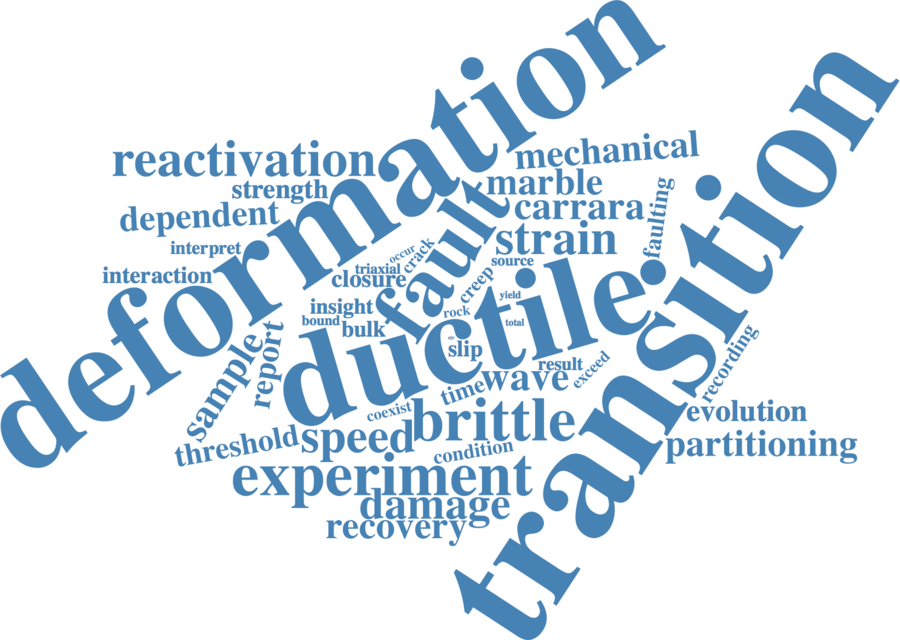 deformation
transition
reactivation
mechanical
strength
marble
dependent
carrara
fault
faulting
strain
interpret
occur
crack
interaction
triaxial
source
closure
creep
ductile
yield
insight
rock
bound
bulk
total
sample
report
slip
result
exceed
recording
time
wave
coexist
brittle
evolution
threshold
speed
condition
partitioning
experiment
damage
recovery